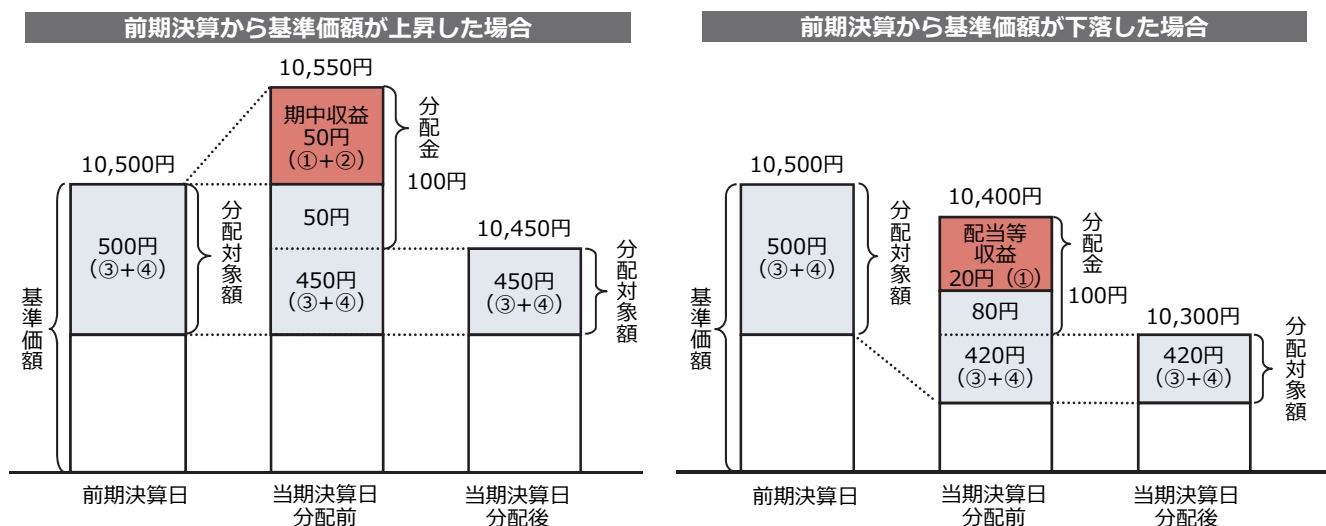 前期決算から基準価額が上昇した場合
10,550円
期中収益
50円
（①+②）
分配金
100円
10,500円
500円
（③+④）
分配対象額
50円
450円
（③+④）
10,450円
450円
（③+④）
分配対象額
基準価額
前期決算日
当期決算日
分配前
当期決算日
分配後
前期決算から基準価額が下落した場合
10,500円
500円
（③+④）
分配対象額
10,400円
配当等
収益
20円（①）
分配金
100円
80円
420円
（③+④）
10,300円
420円
（③+④）
分配対象額
基準価額
前期決算日
当期決算日
分配前
当期決算日
分配後